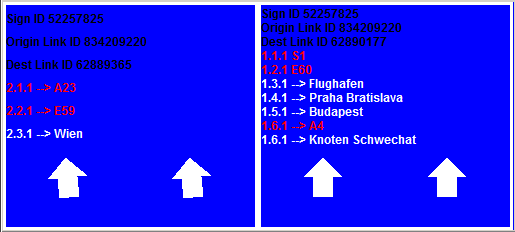 Sign ID 52257825
Origin Link ID 834209220
Dest Link ID 62889365
2.1.1 --> A23
2.2.1 --> E59
2.3.1 --> Wien
Sign ID 52257825
Origin Link ID 834209220
Dest Link ID 62890177
1.1.1 S1
1.2.1 E60
1.3.1 --> Flughafen
1.4.1 --> Praha Bratislava
1.5.1 --> Budapest
1.6.1 --> A4
1.6.1 --> Knoten Schwechat